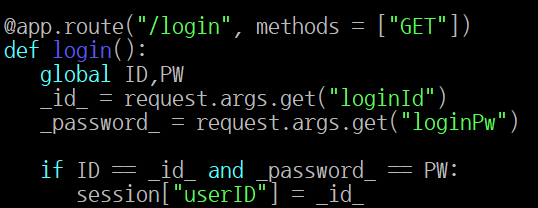 @app.route("/login", methods = ["GET"])
def login():
   global ID,PW
   _id_ = request.args.get("loginId")
   _password_ = request.args.get("loginPw")

   if ID == _id_ and _password_ == PW:
      session["userID"] = _id_